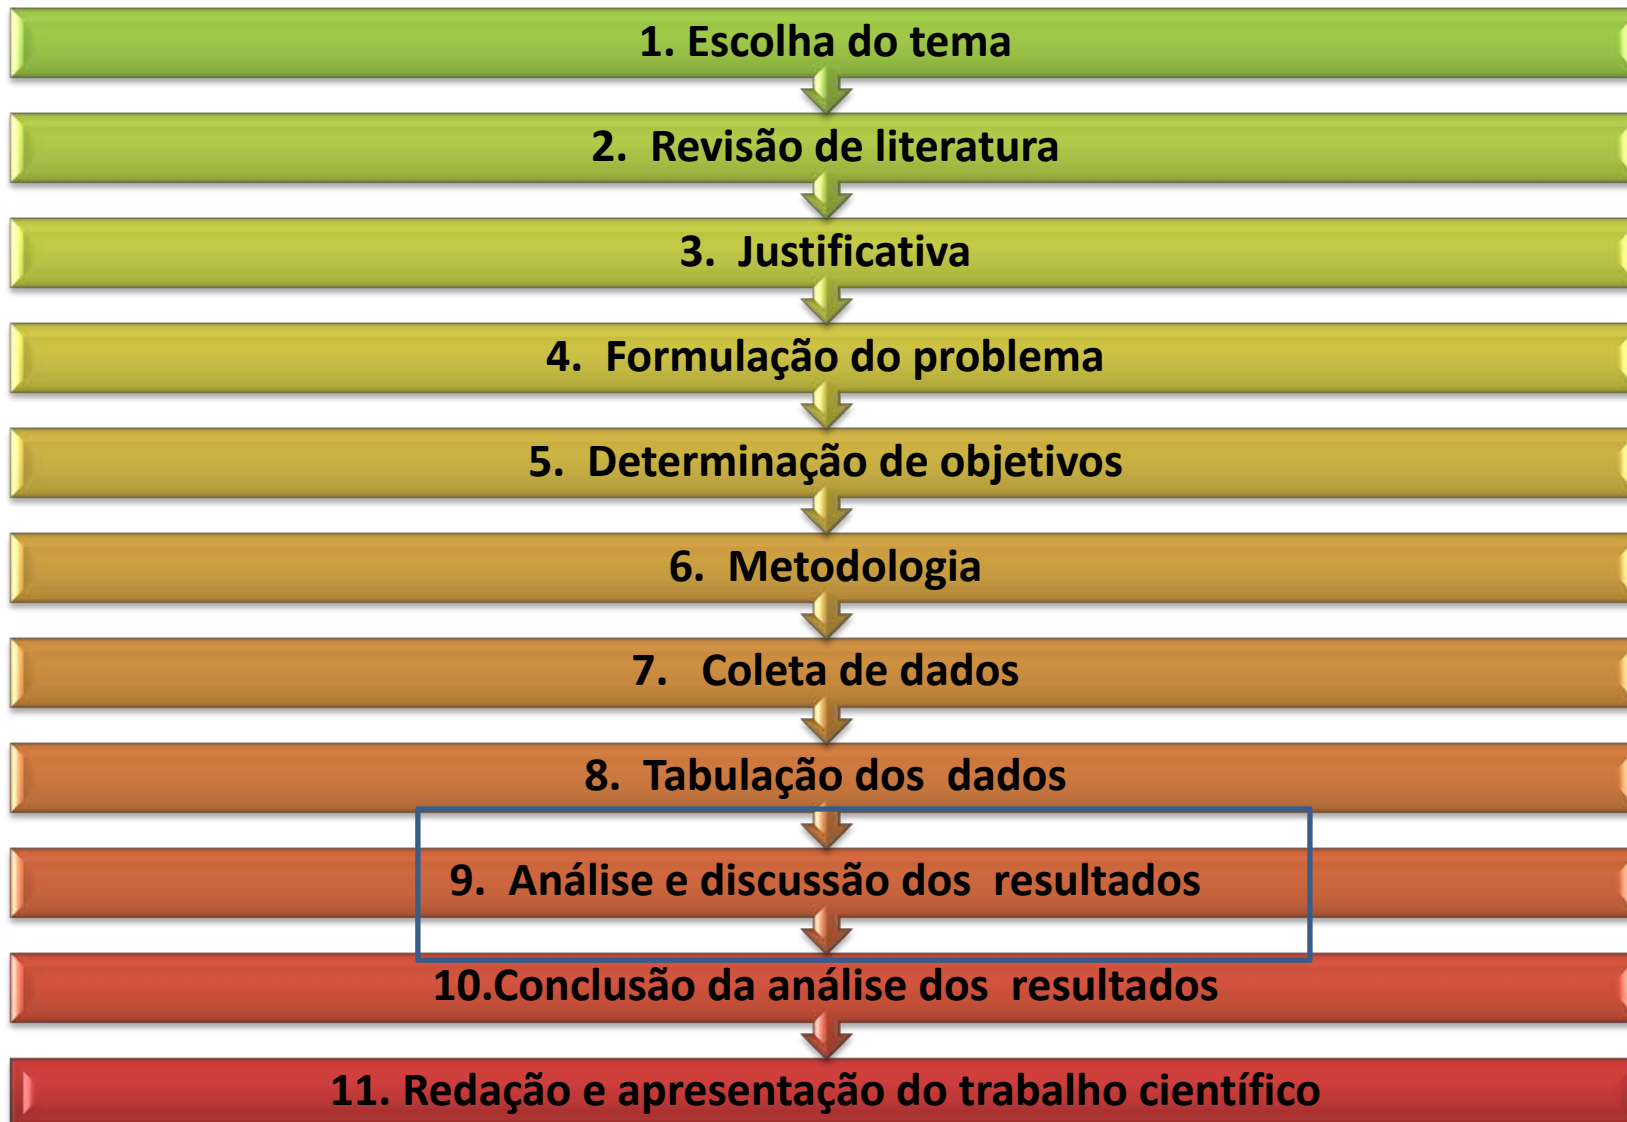 1. Escolha do tema
2. Revisão de literatura
3. Justificativa
4. Formulação do problema
5. Determinação de objetivos
6. Metodologia
7. Coleta de dados
8. Tabulação dos dados
9. Análise e discussão dos resultados
10.Conclusão da análise dos resultados
11. Redação e apresentação do trabalho científico